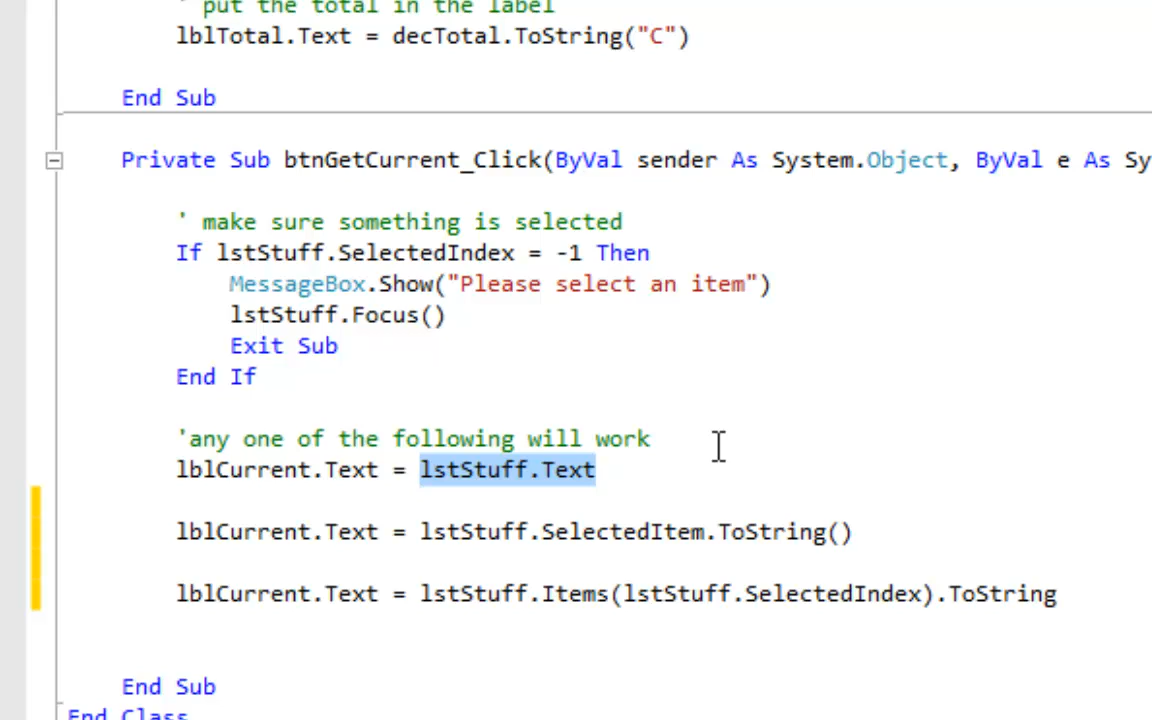 ' put the total in the label
lblTotal.Text = decTotal.ToString("C")
End Sub
Private Sub btnGetCurrent_Click(ByVal sender As System.Object, ByVal e As Sy
' make sure something is selected
If lstStuff.SelectedIndex = -1 Then
MessageBox.Show("Please select an item")
lstStuff.Focus()
Exit Sub
End If
'any one of the following will work
lblCurrent.Text = lstStuff.Text
lblCurrent.Text = lstStuff.SelectedItem.ToString()
lblCurrent.Text = lstStuff.Items(lstStuff.SelectedIndex).ToString
End Sub
End Class